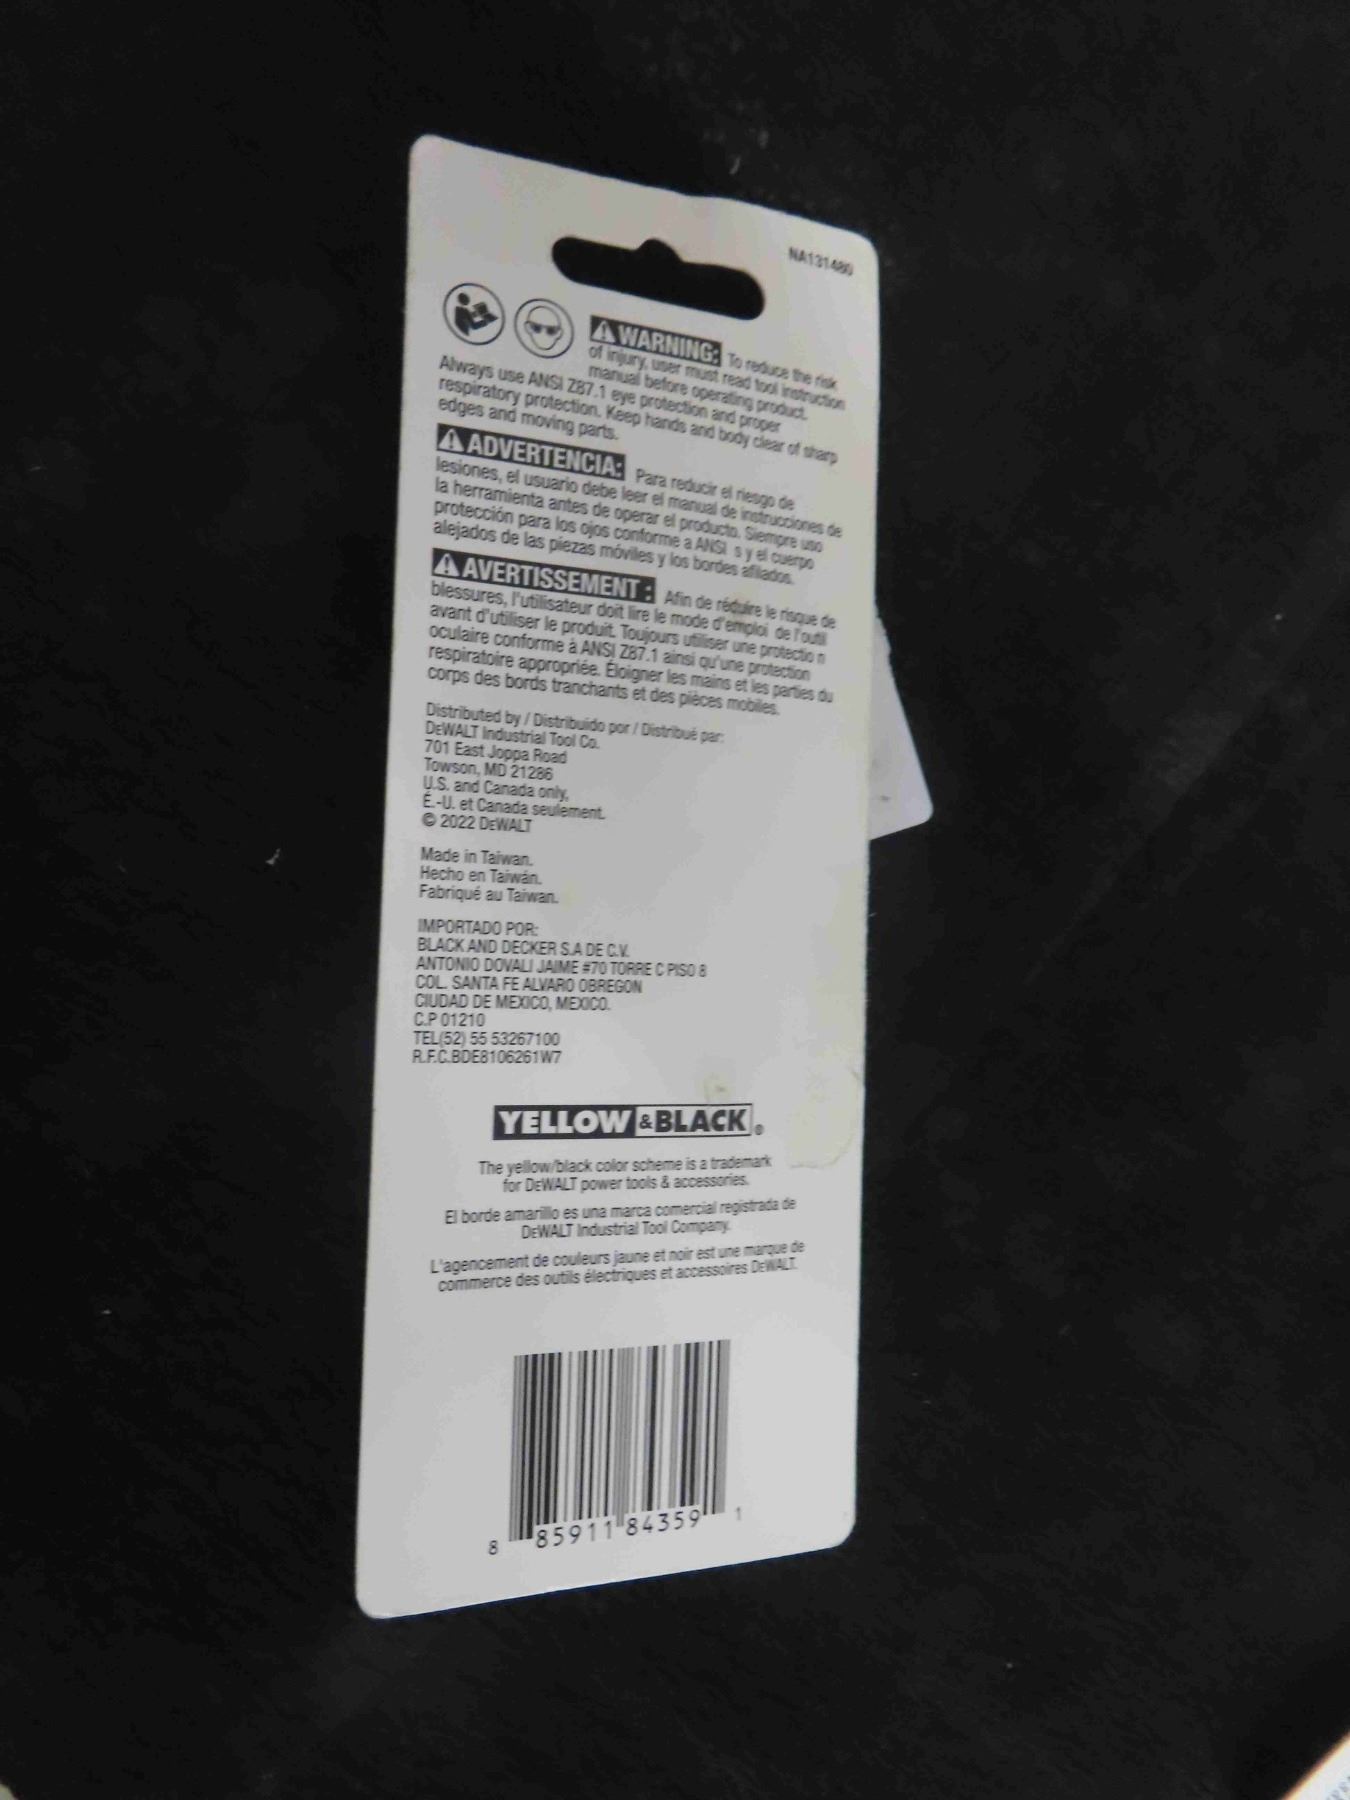 NA131480
WARNING: To reduce the risk
of injury, user must read tool instruction
manual before operating product.
Always use ANSI Z87.1 eye protection and proper
respiratory protection. Keep hands and body clear of sharp
edges and moving parts.
ADVERTENCIA: Para reducir el riesgo de
lesiones, el usuario debe leer el manual de instrucciones de
la herramienta antes de operar el producto. Siempre uso
protección para los ojos conforme a ANSI s y el cuerpo
alejados de las piezas móviles y los bordes afilados.
AVERTISSEMENT : Afin de réduire le risque de
blessures, l'utilisateur doit lire le mode d'emploi de l'outil
avant d'utiliser le produit. Toujours utiliser une protectio n
oculaire conforme à ANSI Z87.1 ainsi qu'une protection
respiratoire appropriée. Éloigner les mains et les parties du
corps des bords tranchants et des pièces mobiles.
Distributed by / Distribuido por / Distribué par:
DEWALT Industrial Tool Co.
701 East Joppa Road
Towson, MD 21286
U.S. and Canada only,
É.-U. et Canada seulement.
© 2022 DEWALT
Made in Taiwan.
Hecho en Taiwán.
Fabriqué au Taiwan.
IMPORTADO POR:
BLACK AND DECKER S.A DE C.V.
ANTONIO DOVALI JAIME #70 TORRE C PISO 8
COL. SANTA FE ALVARO OBREGON
CIUDAD DE MEXICO, MEXICO.
C.P 01210
TEL(52) 55 53267100
R.F.C.BDE8106261W7
YELLOW &BLACK®
The yellow/black color scheme is a trademark
for DEWALT power tools & accessories.
El borde amarillo es una marca comercial registrada de
DEWALT Industrial Tool Company.
L'agencement de couleurs jaune et noir est une marque de
commerce des outils électriques et accessoires DEWALT.
8 85911 84359 1